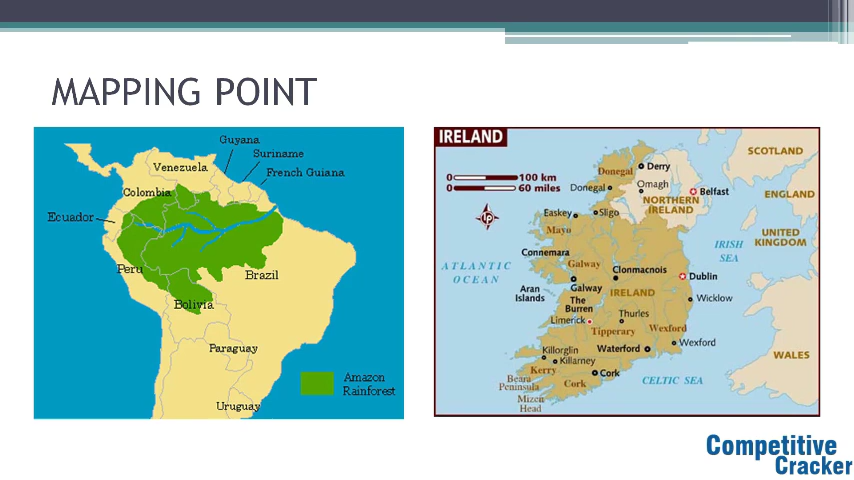 MAPPING POINT
Guyana
Suriname
French Guiana
Venezuela
Colombia
Ecuador
Peru
Brazil
Bolivia
Paraguay
Amazon
Rainforest
Uruguay
IRELAND
0 100 km
0 60 miles
SCOTLAND
Derry
Donegal
Donegal
Omagh
Belfast
ENGLAND
NORTHERN
IRELAND
Easkey
Sligo
Mayo
UNITED
KINGDOM
IRISH
SEA
Connemara
Galway
Clonmacnois
ATLANTIC
OCEAN
Dublin
Aran
Islands
Galway
IRELAND
The
Burren
Wicklow
Thurles
Limerick
Tipperary
Wexford
Wexford
Killorglin
Waterford
Killarney
WALES
Kerry
Cork
Beara
Peninsula
Cork
CELTIC SEA
Mizen
Head
Competitive
Cracker